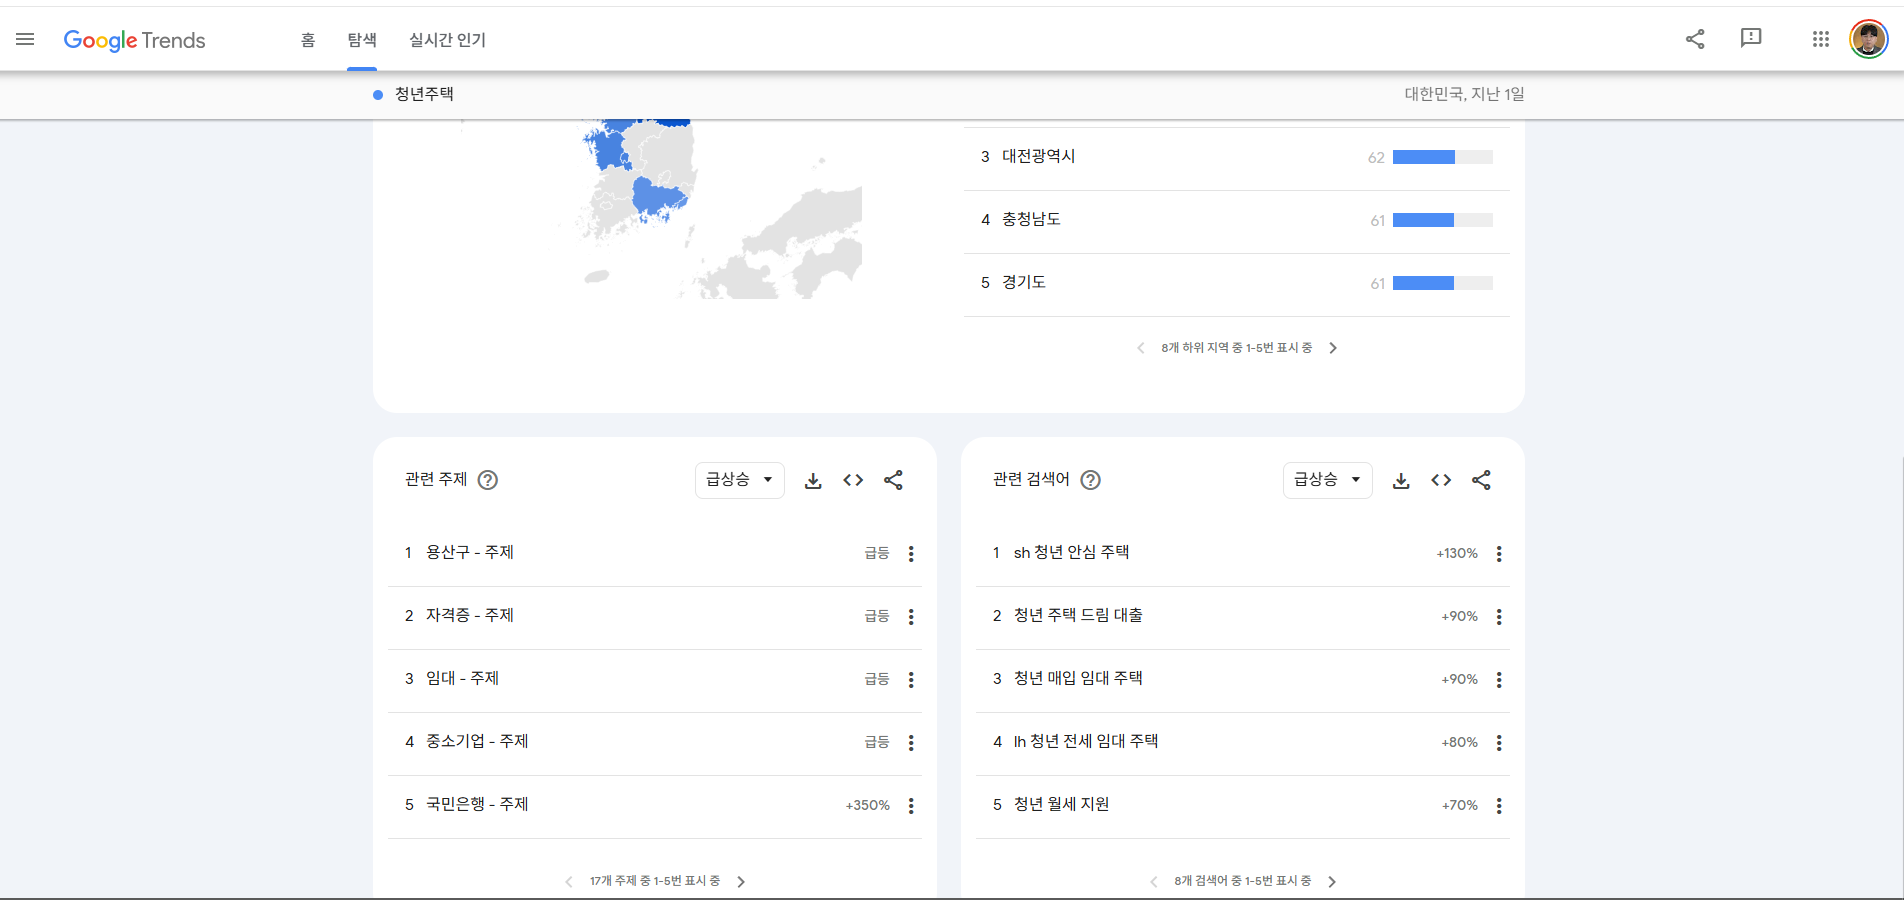 Google Trends
홈
탐색
실시간 인기
청년주택
대한민국, 지난 1일
3 대전광역시 62
4 충청남도 61
5 경기도 61
8개 하위 지역 중 1-5번 표시 중
관련 주제
급상승
1 용산구 - 주제 급등
2 자격증 - 주제 급등
3 임대 - 주제 급등
4 중소기업 - 주제 급등
5 국민은행 - 주제 +350%
17개 주제 중 1-5번 표시 중
관련 검색어
급상승
1 sh 청년 안심 주택 +130%
2 청년 주택 드림 대출 +90%
3 청년 매입 임대 주택 +90%
4 lh 청년 전세 임대 주택 +80%
5 청년 월세 지원 +70%
8개 검색어 중 1-5번 표시 중